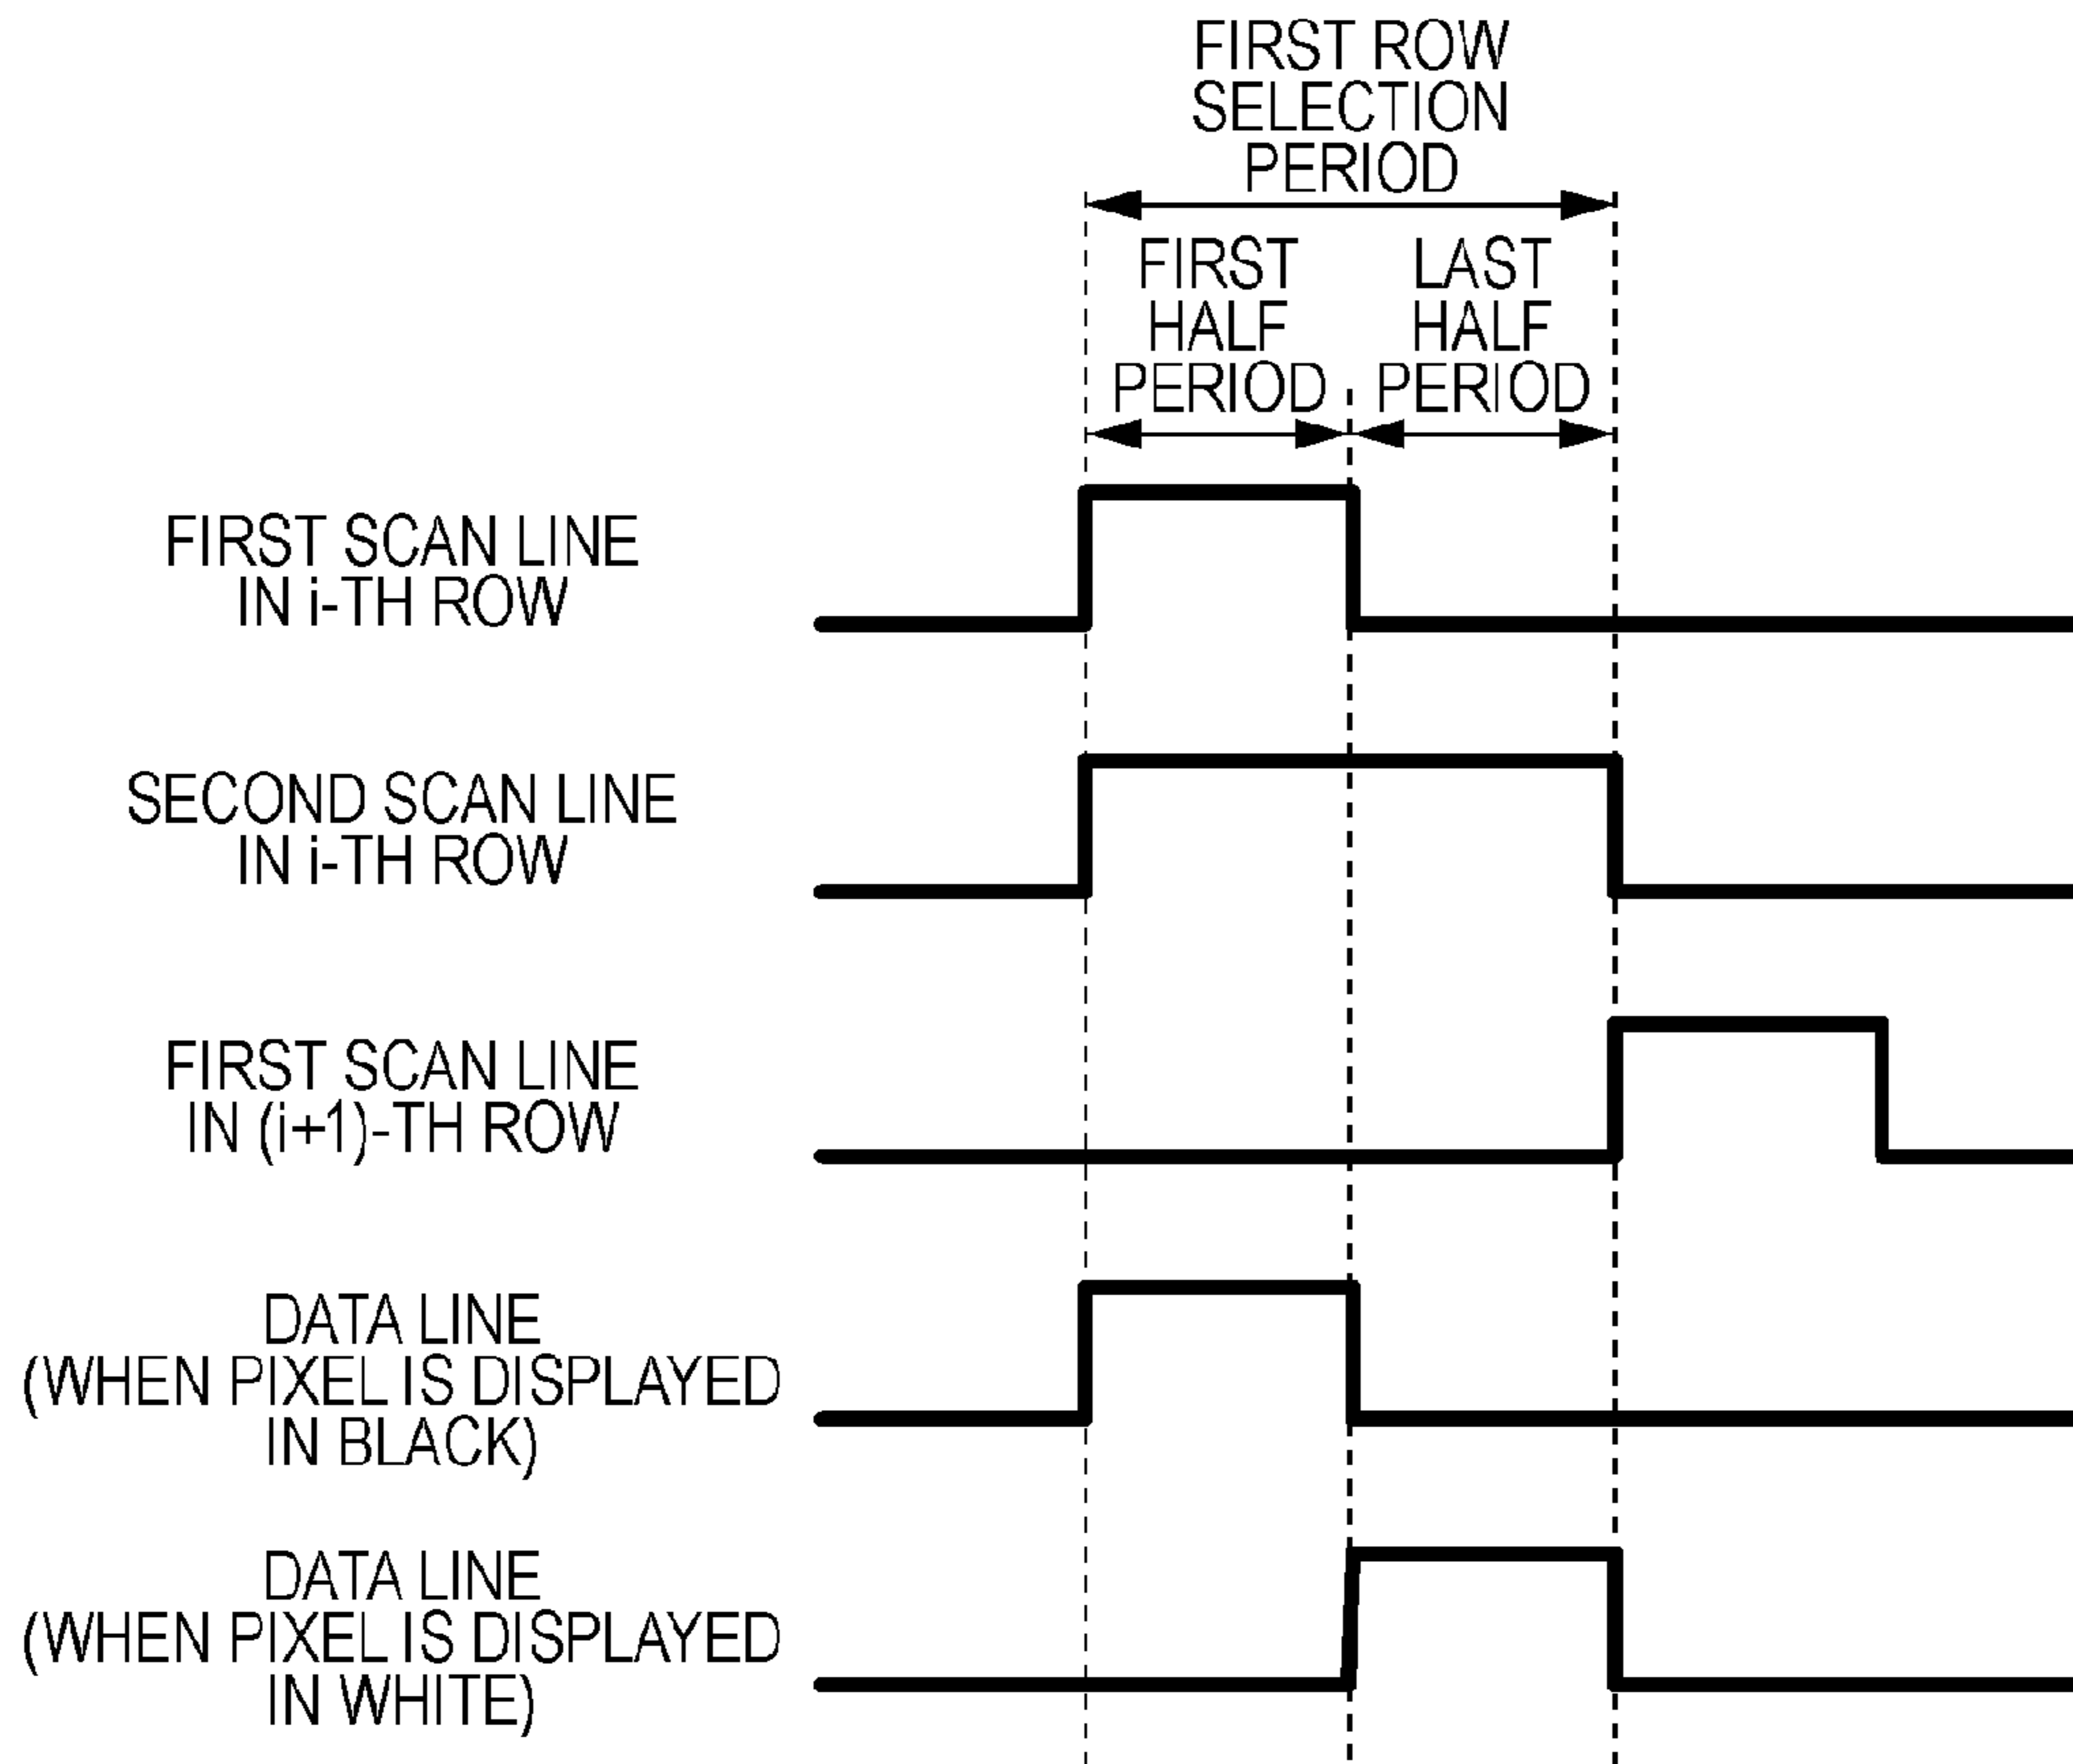 FIRST ROW
SELECTION
PERIOD
FIRST
HALF
PERIOD
LAST
HALF
PERIOD
FIRST SCAN LINE
IN i-TH ROW
SECOND SCAN LINE
IN i-TH ROW
FIRST SCAN LINE
IN (i+1)-TH ROW
DATA LINE
(WHEN PIXEL IS DISPLAYED
IN BLACK)
DATA LINE
(WHEN PIXEL IS DISPLAYED
IN WHITE)